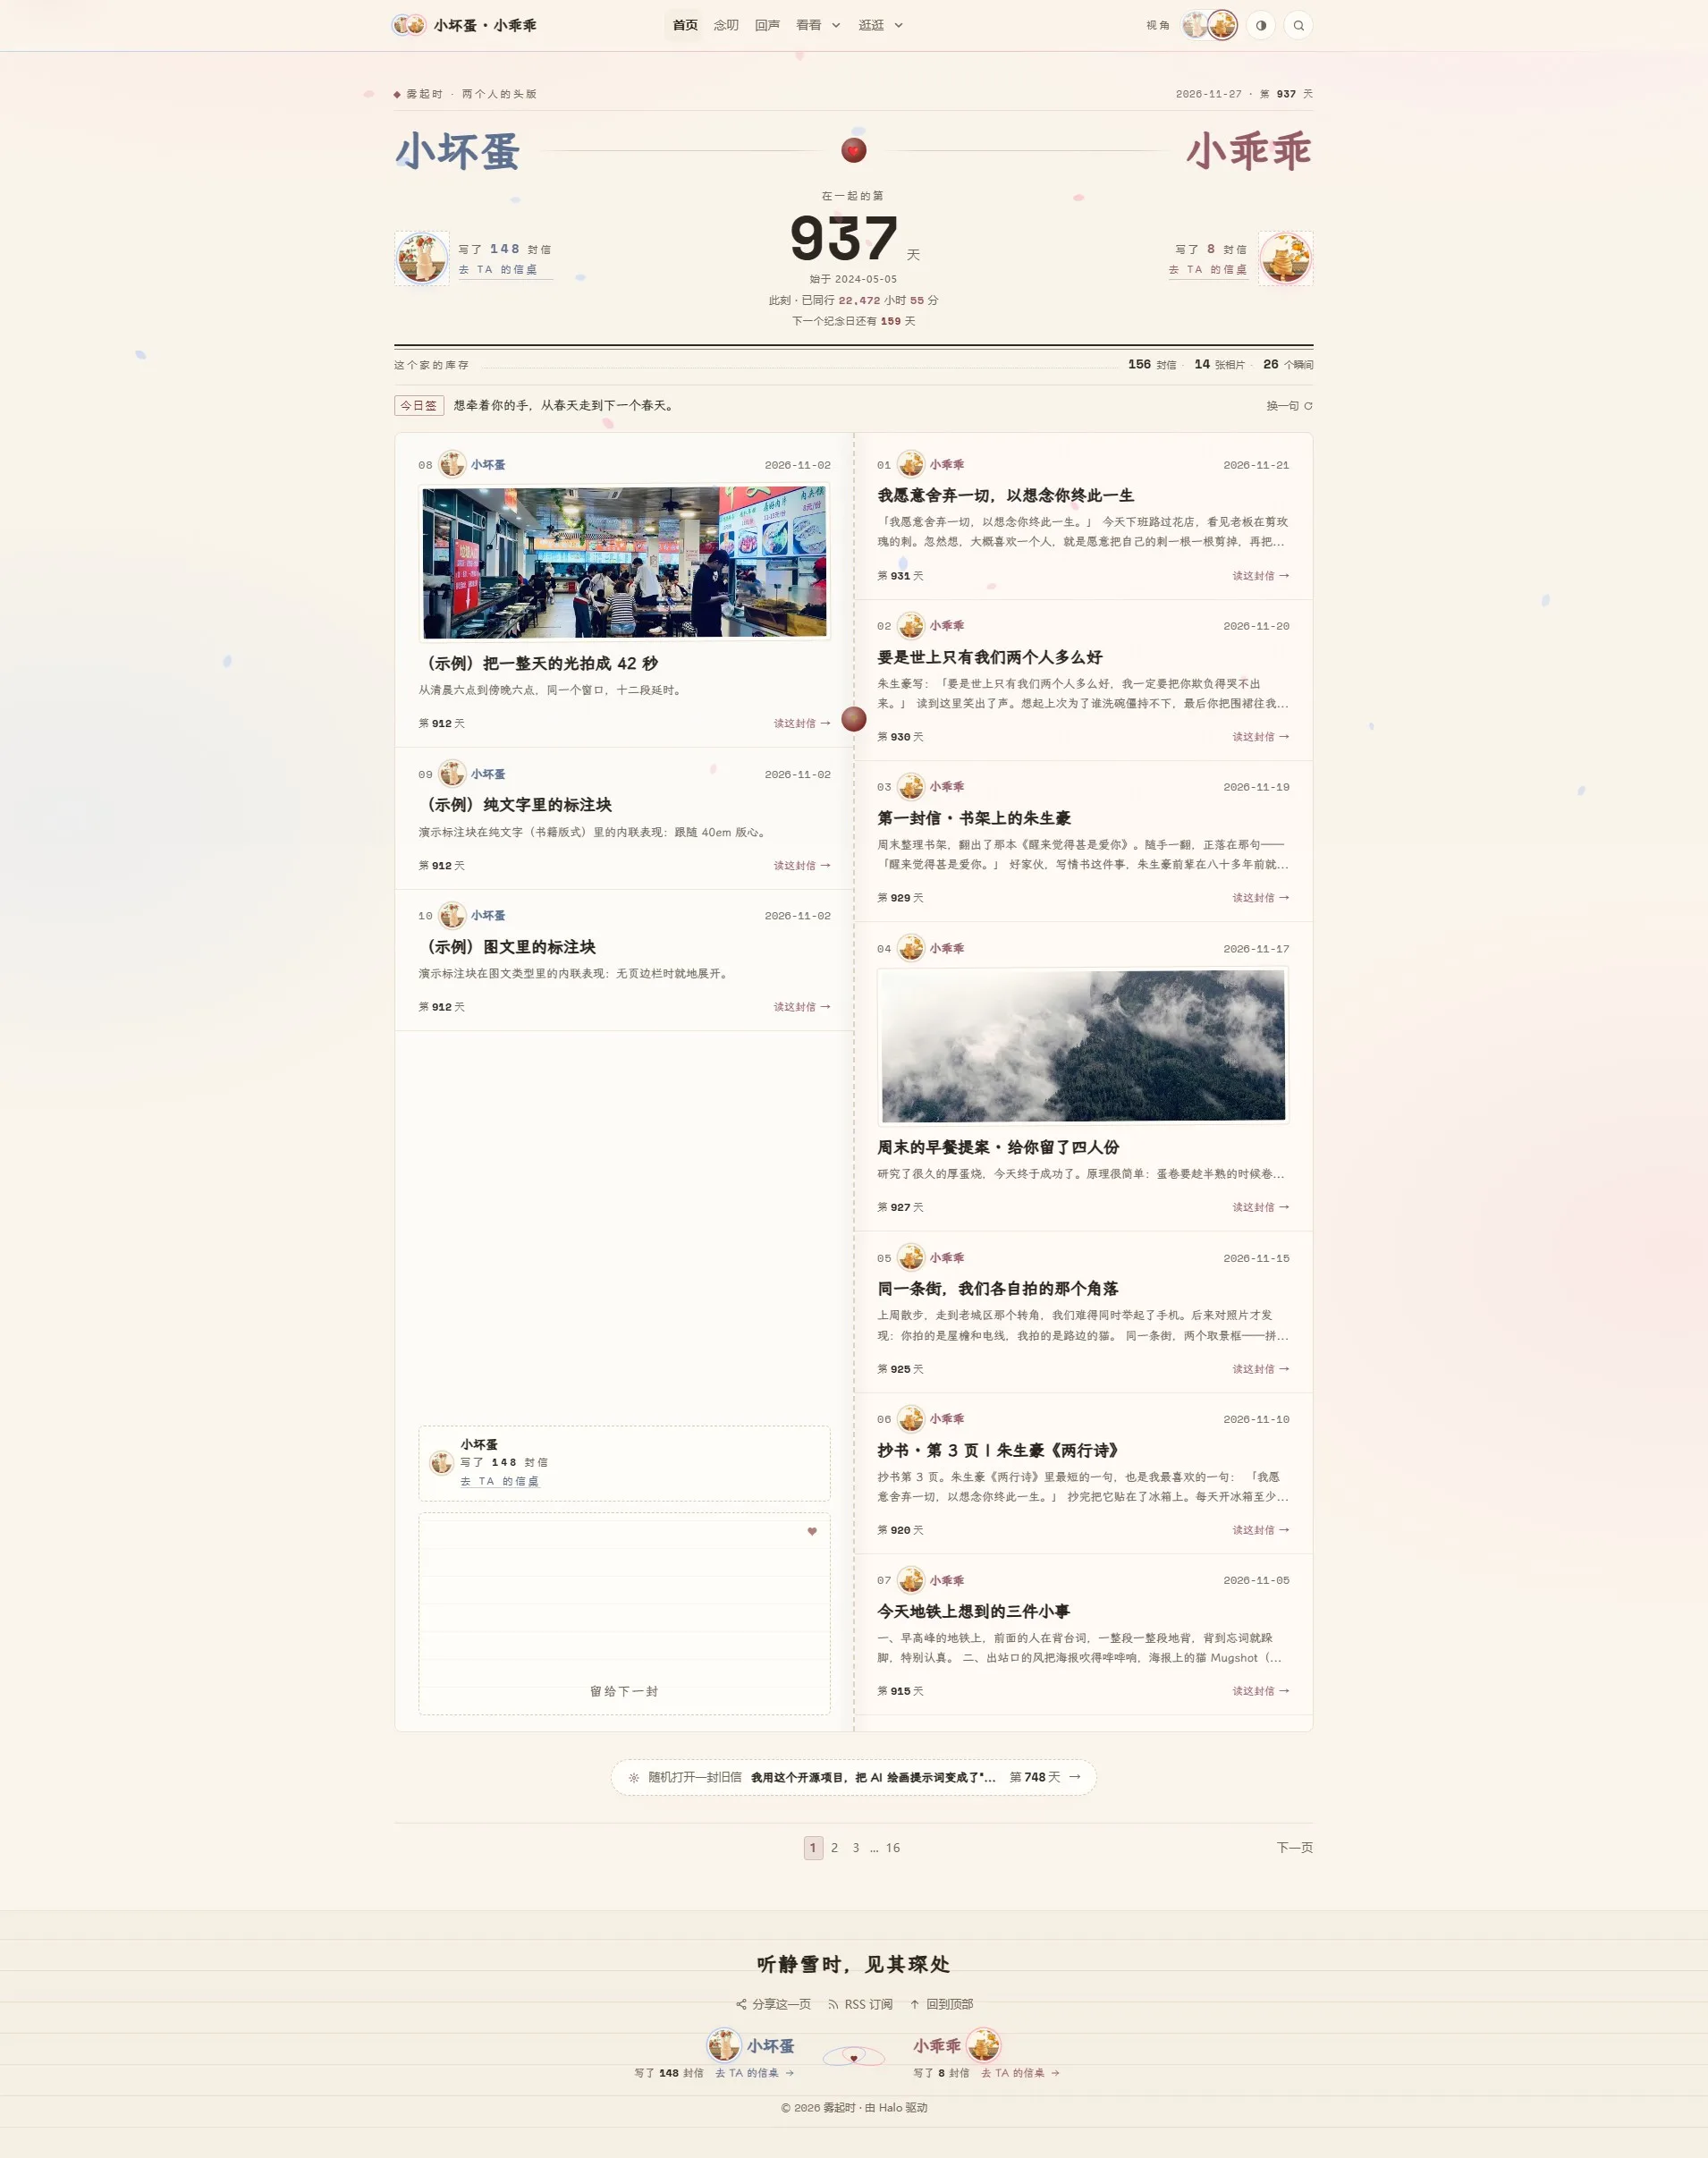 小坏蛋・小乖乖
首页 念叨 回声 看看 逛逛
视角
◆ 雾起时 · 两个人的头版
2026-11-27 · 第 937 天
小坏蛋
小乖乖
在一起的第
937 天
写了 148 封信
去 TA 的信桌
写了 8 封信
去 TA 的信桌
始于 2024-05-05
此刻 · 已同行 22,472 小时 55 分
下一个纪念日还有 159 天
这个家的库存
156 封信 · 14 张相片 · 26 个瞬间
今日签 想牵着你的手，从春天走到下一个春天。
换一句
08 小坏蛋 2026-11-02
（示例）把一整天的光拍成 42 秒
从清晨六点到傍晚六点，同一个窗口，十二段延时。
第 912 天 读这封信 →
09 小坏蛋 2026-11-02
（示例）纯文字里的标注块
演示标注块在纯文字（书籍版式）里的内联表现：跟随 40em 版心。
第 912 天 读这封信 →
10 小坏蛋 2026-11-02
（示例）图文里的标注块
演示标注块在图文类型里的内联表现：无页边栏时就地展开。
第 912 天 读这封信 →
小坏蛋
写了 148 封信
去 TA 的信桌
留给下一封
01 小乖乖 2026-11-21
我愿意舍弃一切，以想念你终此一生
「我愿意舍弃一切，以想念你终此一生。」 今天下班路过花店，看见老板在剪玫
瑰的刺。忽然想，大概喜欢一个人，就是愿意把自己的刺一根一根剪掉，再把…
第 931 天 读这封信 →
02 小乖乖 2026-11-20
要是世上只有我们两个人多么好
朱生豪写：「要是世上只有我们两个人多么好，我一定要把你欺负得哭不出
来。」 读到这里笑出了声。想起上次为了谁洗碗僵持不下，最后你把围裙往我…
第 930 天 读这封信 →
03 小乖乖 2026-11-19
第一封信・书架上的朱生豪
周末整理书架，翻出了那本《醒来觉得甚是爱你》。随手一翻，正落在那句——
「醒来觉得甚是爱你。」 好家伙，写情书这件事，朱生豪前辈在八十多年前就…
第 929 天 读这封信 →
04 小乖乖 2026-11-17
周末的早餐提案・给你留了四人份
研究了很久的厚蛋烧，今天终于成功了。原理很简单：蛋卷要趁半熟的时候卷…
第 927 天 读这封信 →
05 小乖乖 2026-11-15
同一条街，我们各自拍的那个角落
上周散步，走到老城区那个转角，我们难得同时举起了手机。后来对照片才发
现：你拍的是屋檐和电线，我拍的是路边的猫。 同一条街，两个取景框——拼…
第 925 天 读这封信 →
06 小乖乖 2026-11-10
抄书・第 3 页丨朱生豪《两行诗》
抄书第 3 页。朱生豪《两行诗》里最短的一句，也是我最喜欢的一句： 「我愿
意舍弃一切，以想念你终此一生。」 抄完把它贴在了冰箱上。每天开冰箱至少…
第 920 天 读这封信 →
07 小乖乖 2026-11-05
今天地铁上想到的三件小事
一、早高峰的地铁上，前面的人在背台词，一整段一整段地背，背到忘词就跺
脚，特别认真。 二、出站口的风把海报吹得哗哗响，海报上的猫 Mugshot（…
第 915 天 读这封信 →
随机打开一封旧信 我用这个开源项目，把 AI 绘画提示词变成了"… 第 748 天 →
1 2 3 … 16
下一页
听静雪时，见其琛处
分享这一页 RSS 订阅 回到顶部
小坏蛋
写了 148 封信 去 TA 的信桌 →
小乖乖
写了 8 封信 去 TA 的信桌 →
© 2026 雾起时 · 由 Halo 驱动